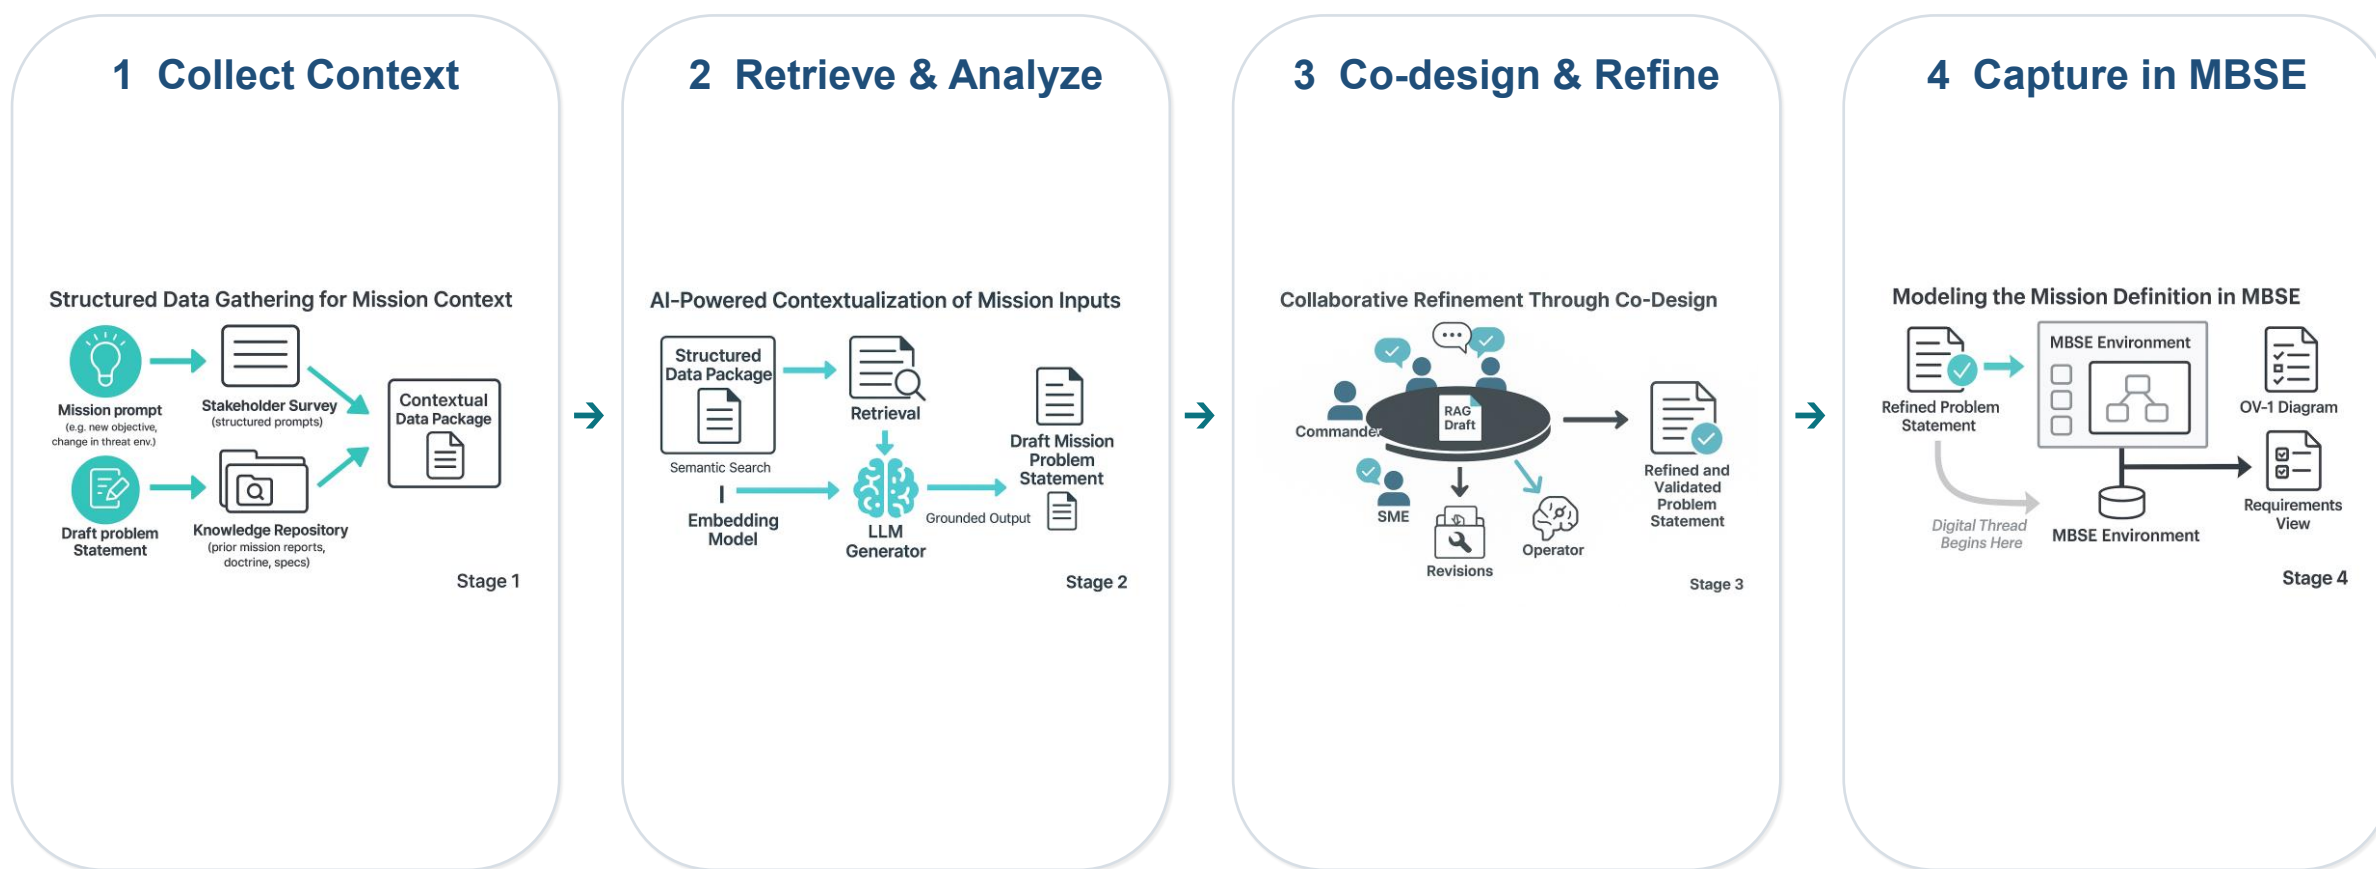 1 Collect Context
Structured Data Gathering for Mission Context
Mission prompt
(e.g. new objective,
change in threat env.)
Stakeholder Survey
(structured prompts)
Contextual
Data Package
Draft problem
Statement
Knowledge Repository
(prior mission reports,
doctrine, specs)
Stage 1
2 Retrieve & Analyze
AI-Powered Contextualization of Mission Inputs
Structured
Data Package
Semantic Search
Retrieval
Embedding
Model
LLM
Generator
Grounded Output
Draft Mission
Problem
Statement
Stage 2
3 Co-design & Refine
Collaborative Refinement Through Co-Design
Commander
RAG
Draft
SME
Revisions
Operator
Refined and
Validated
Problem
Statement
Stage 3
4 Capture in MBSE
Modeling the Mission Definition in MBSE
Refined Problem
Statement
MBSE Environment
OV-1 Diagram
Digital Thread
Begins Here
MBSE Environment
Requirements
View
Stage 4